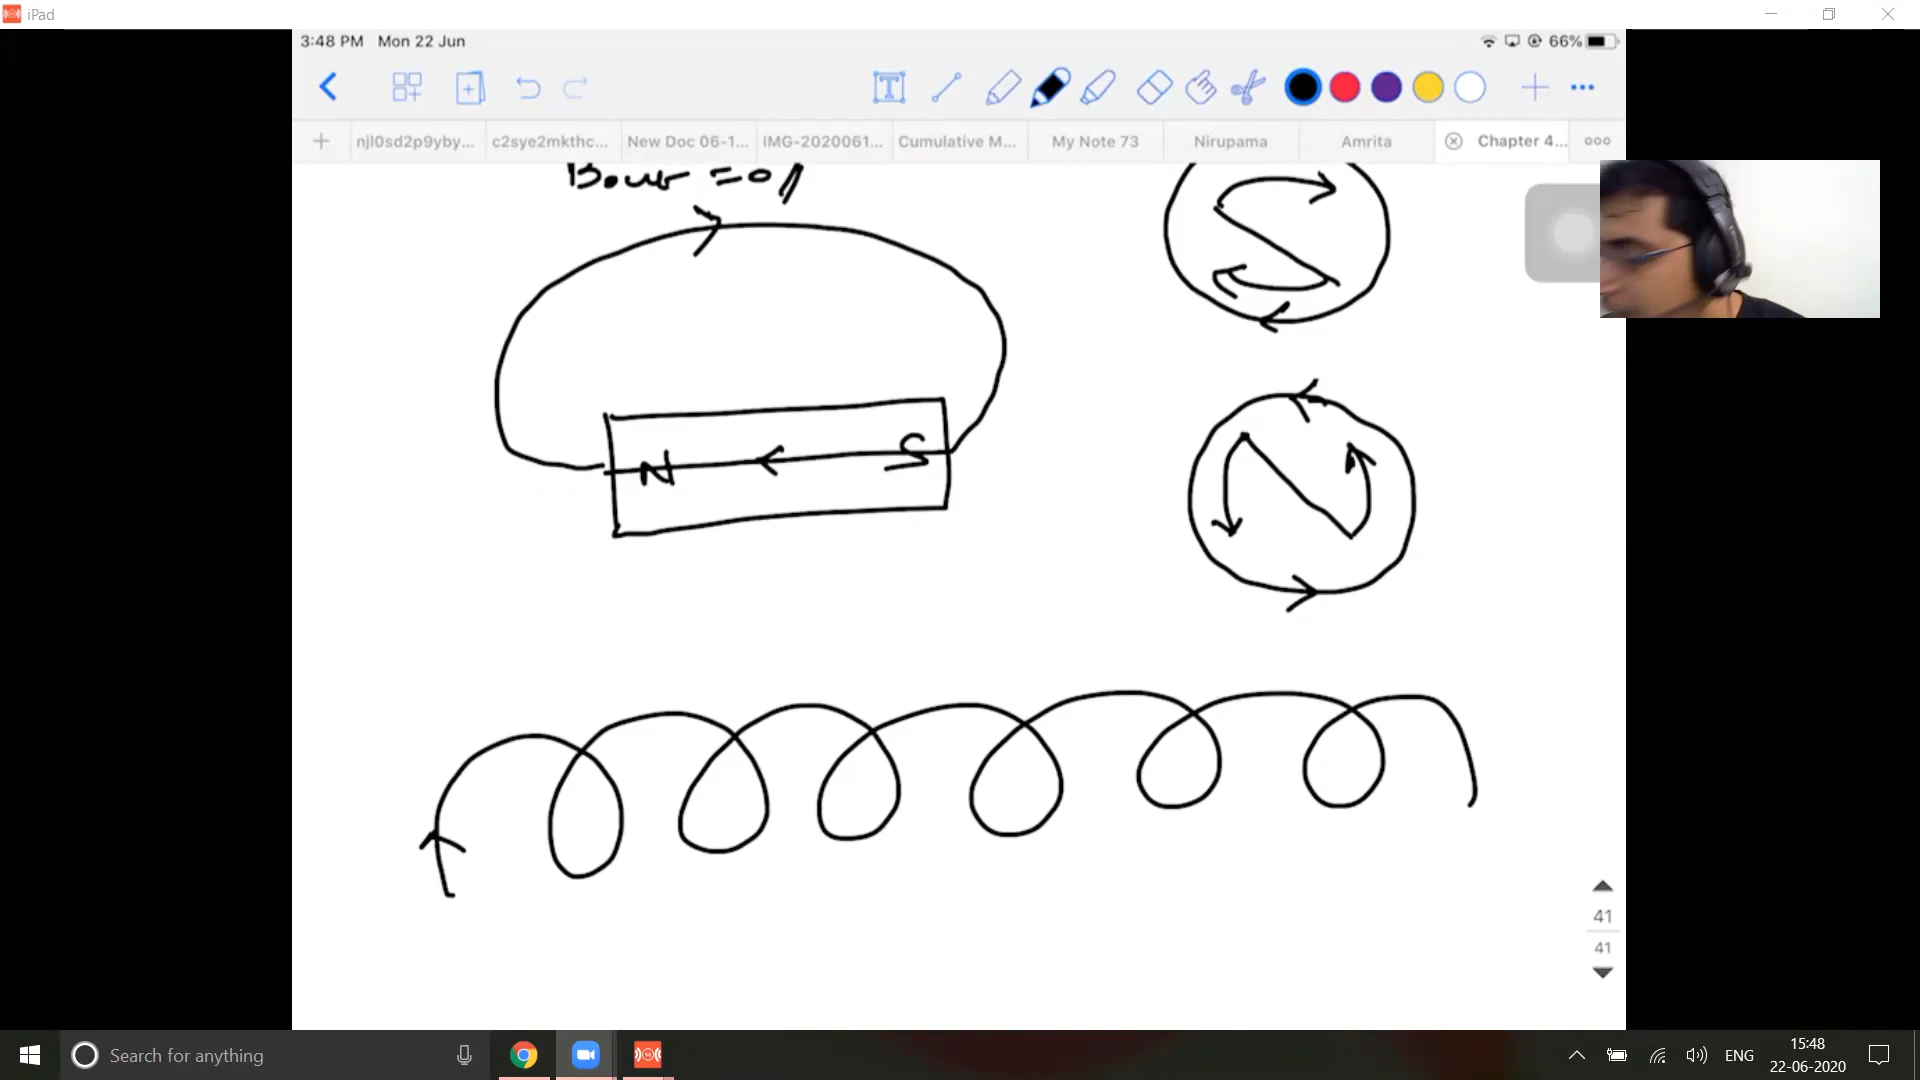 iPad
3:48 PM Mon 22 Jun
66%
T
njl0sd2p9yby... c2sye2mkthc... New Doc 06-1... IMG-2020061... Cumulative M... My Note 73 Nirupama Amrita Chapter 4...
= 0
N S
41
41
Search for anything
ENG
15:48
22-06-2020